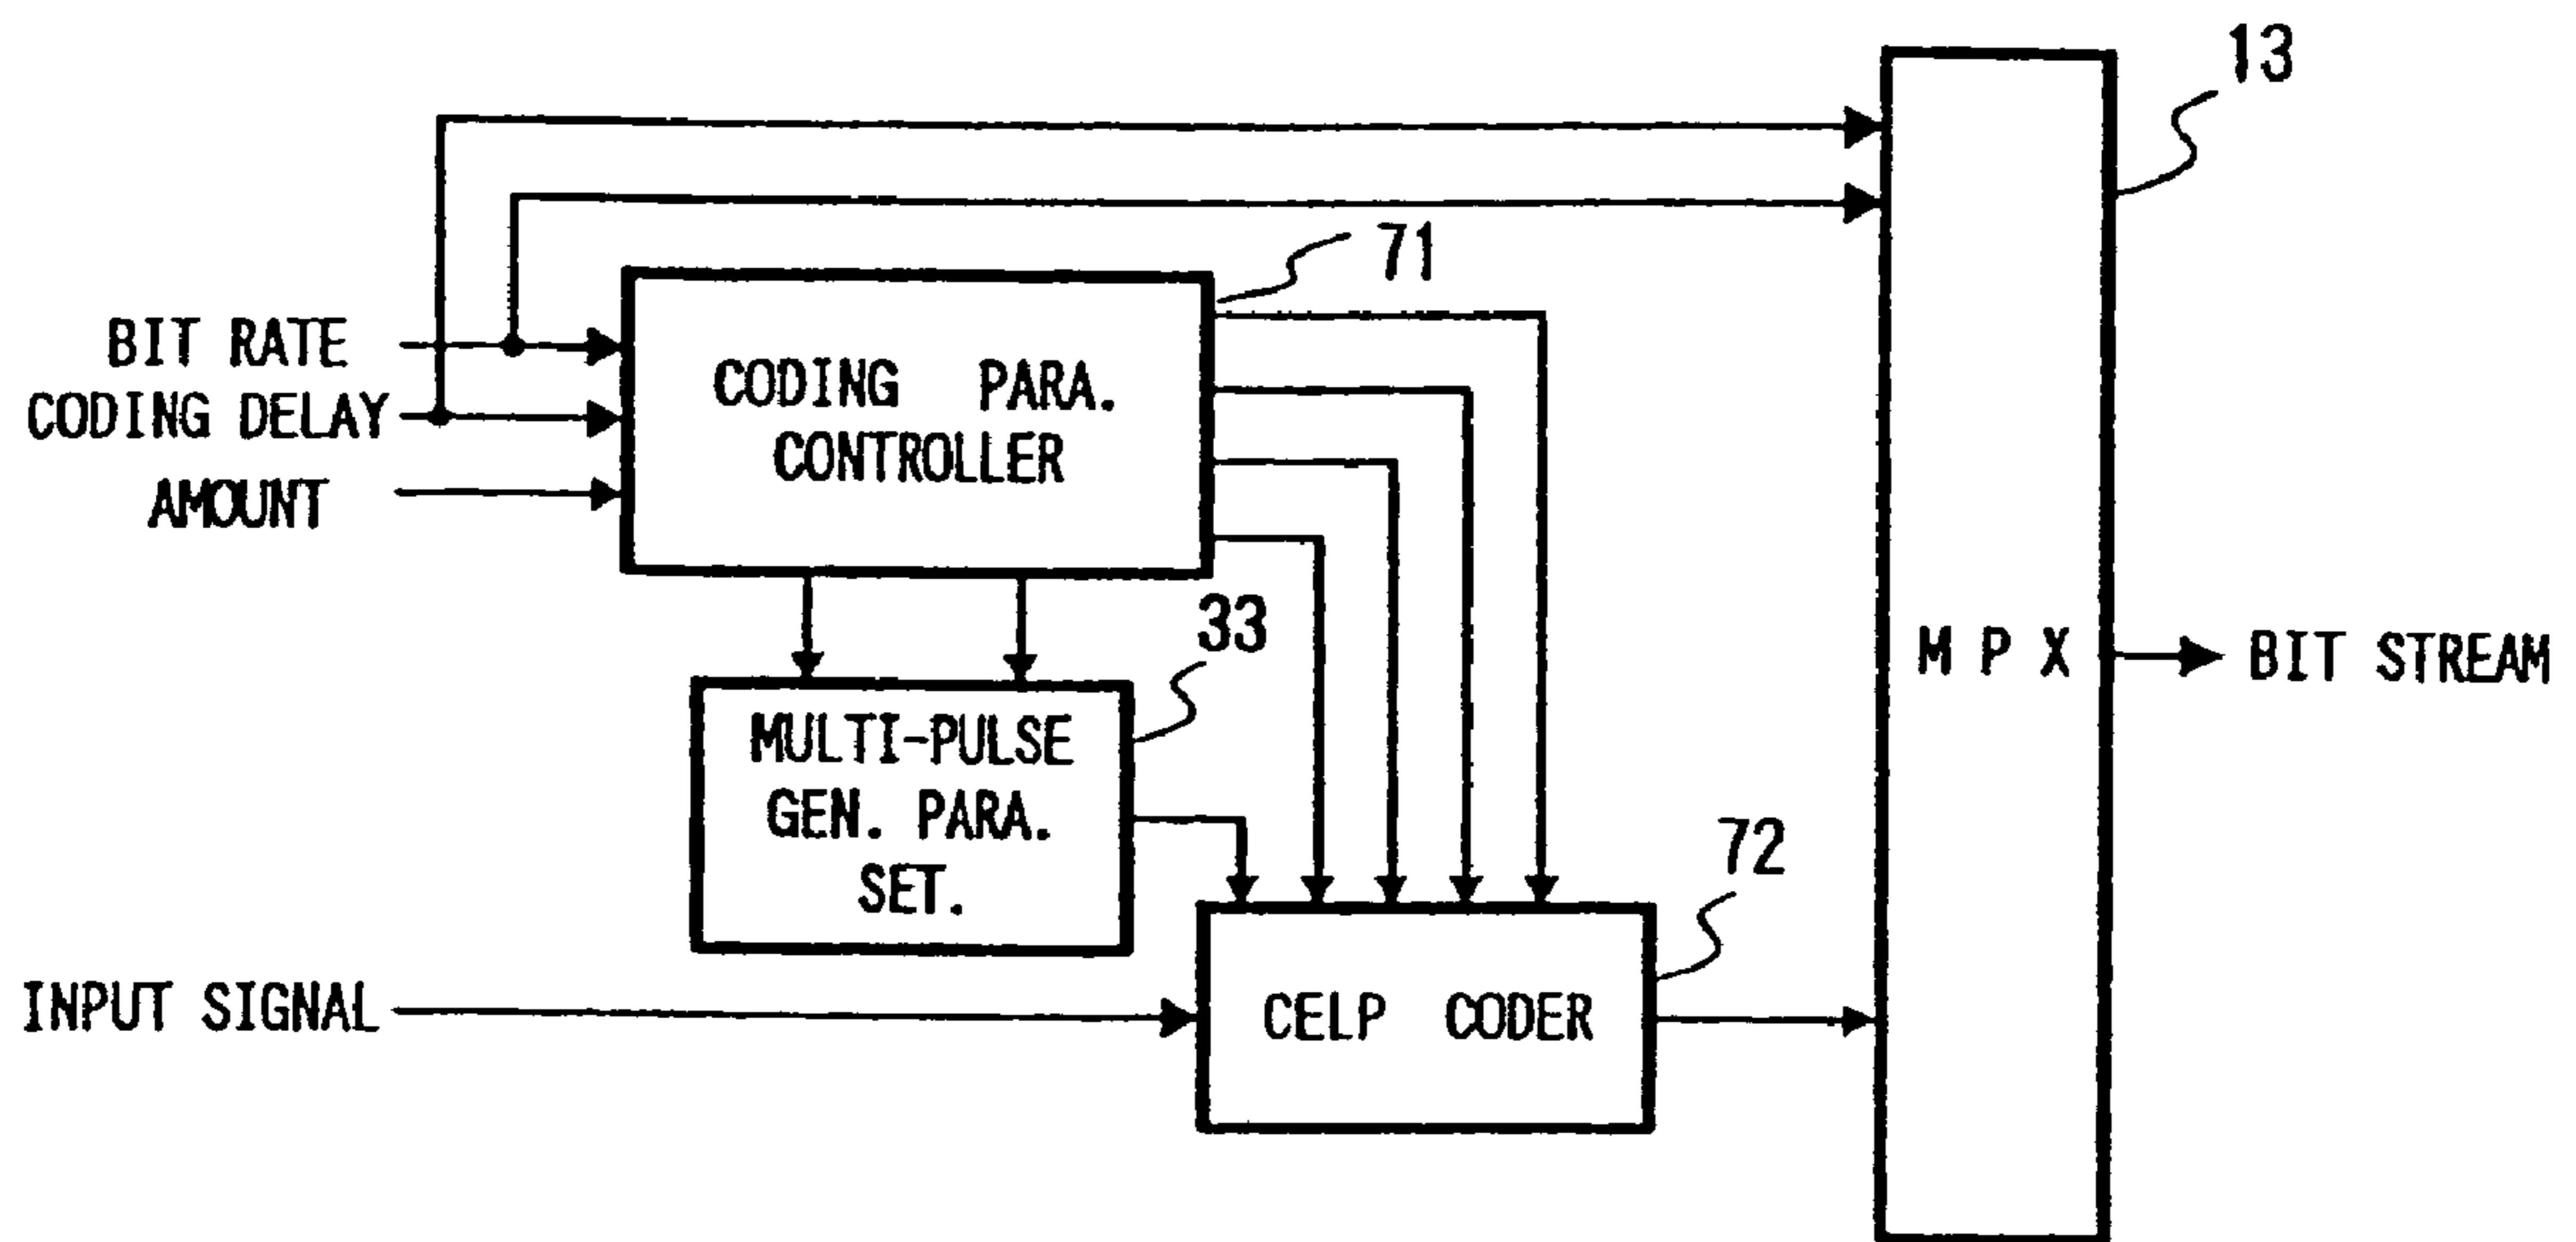 13
71
BIT RATE
CODING DELAY
AMOUNT
CODING PARA.
CONTROLLER
33
MULTI-PULSE
GEN. PARA.
SET.
M P X
BIT STREAM
72
INPUT SIGNAL
CELP CODER